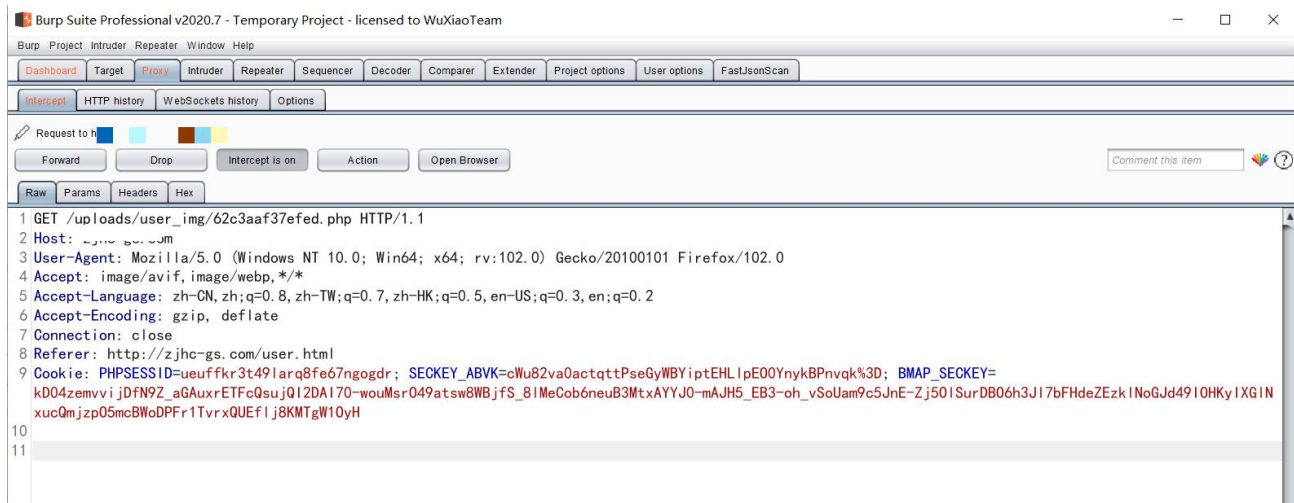 Burp Suite Professional v2020.7 - Temporary Project - licensed to WuXiaoTeam
Burp Project Intruder Repeater Window Help
Dashboard Target Proxy Intruder Repeater Sequencer Decoder Comparer Extender Project options User options FastJsonScan
Intercept HTTP history WebSockets history Options
Request to h
Forward Drop Intercept is on Action Open Browser Comment this item ?
Raw Params Headers Hex
1 GET /uploads/user_img/62c3aaf37efed.php HTTP/1.1
2 Host:
3 User-Agent: Mozilla/5.0 (Windows NT 10.0; Win64; x64; rv:102.0) Gecko/20100101 Firefox/102.0
4 Accept: image/avif,image/webp,*/*
5 Accept-Language: zh-CN,zh;q=0.8,zh-TW;q=0.7,zh-HK;q=0.5,en-US;q=0.3,en;q=0.2
6 Accept-Encoding: gzip, deflate
7 Connection: close
8 Referer: http://zjhc-gs.com/user.html
9 Cookie: PHPSESSID=ueuffkr3t49larq8fe67ngogdr; SECKEY_ABVK=cWu82va0actqttPseGyWBYiptEHLlpEO0YnykBPnvqk%3D; BMAP_SECKEY=
kD04zemvvijDfN9Z_aGAuxrETFcQsujQl2DAl70-wouMsr049atsw8WBjfS_8lMeCob6neuB3MtxAYYJ0-mAJH5_EB3-oh_vSoUam9c5JnE-Zj50lSurDB06h3Jl7bFHdeZEzklNoGJd49lOHKylXGlN
xucQmjzp05mcBWoDPFr1TvrxQUEflj8KMTgW10yH
10
11